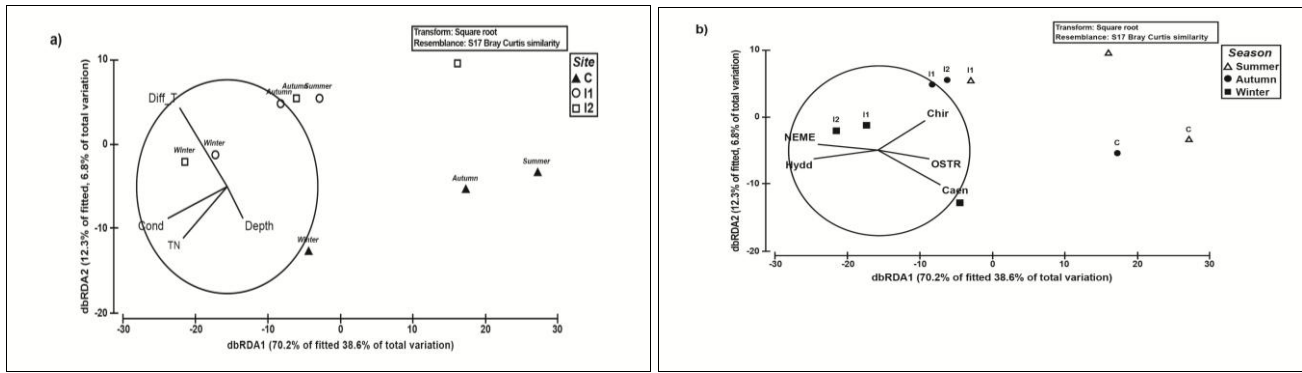 a)
Transform: Square root
Resemblance: S17 Bray Curtis similarity
Site
C
I1
I2
dbRDA2 (12.3% of fitted, 6.8% of total variation)
10
0
-10
-20
Diff_T
Autumn
Autumn
Summer
Winter
Winter
Cond
TN
Depth
Winter
Autumn
Summer
-30
-20
-10
0
10
20
30
dbRDA1 (70.2% of fitted 38.6% of total variation)
b)
Transform: Square root
Resemblance: S17 Bray Curtis similarity
Season
Summer
Autumn
Winter
dbRDA2 (12.3% of fitted, 6.8% of total variation)
10
0
-10
-20
I1
I2
I1
I2
I1
Chir
NEME
Hydd
OSTR
Caen
C
C
-30
-20
-10
0
10
20
30
dbRDA1 (70.2% of fitted 38.6% of total variation)